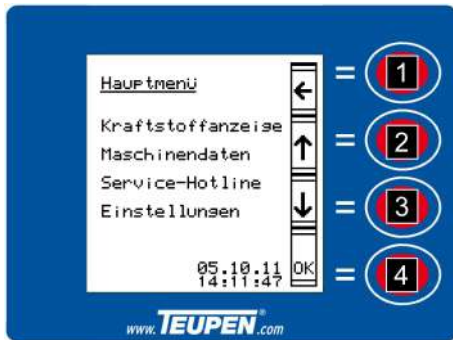 Hauptmenü
Kraftstoffanzeige
Maschinendaten
Service-Hotline
Einstellungen
05.10.11
14:11:47
←
↑
↓
OK
= 1
= 2
= 3
= 4
www.TEUPEN®.com